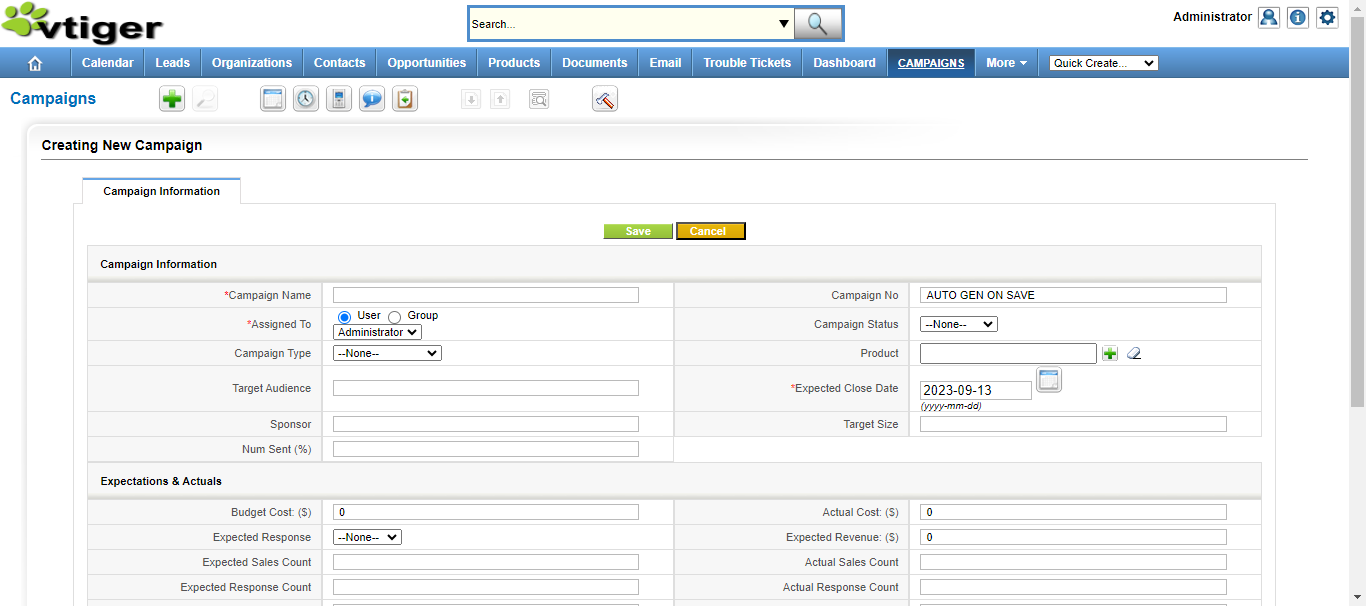 vtiger
Search...
Administrator
Calendar Leads Organizations Contacts Opportunities Products Documents Email Trouble Tickets Dashboard CAMPAIGNS More Quick Create...
Campaigns
Creating New Campaign
Campaign Information
Save Cancel
Campaign Information
*Campaign Name Campaign No AUTO GEN ON SAVE
*Assigned To User Group Administrator Campaign Status --None--
Campaign Type --None-- Product
Target Audience *Expected Close Date 2023-09-13
(yyyy-mm-dd)
Sponsor Target Size
Num Sent (%)
Expectations & Actuals
Budget Cost: ($) 0 Actual Cost: ($) 0
Expected Response --None-- Expected Revenue: ($) 0
Expected Sales Count Actual Sales Count
Expected Response Count Actual Response Count